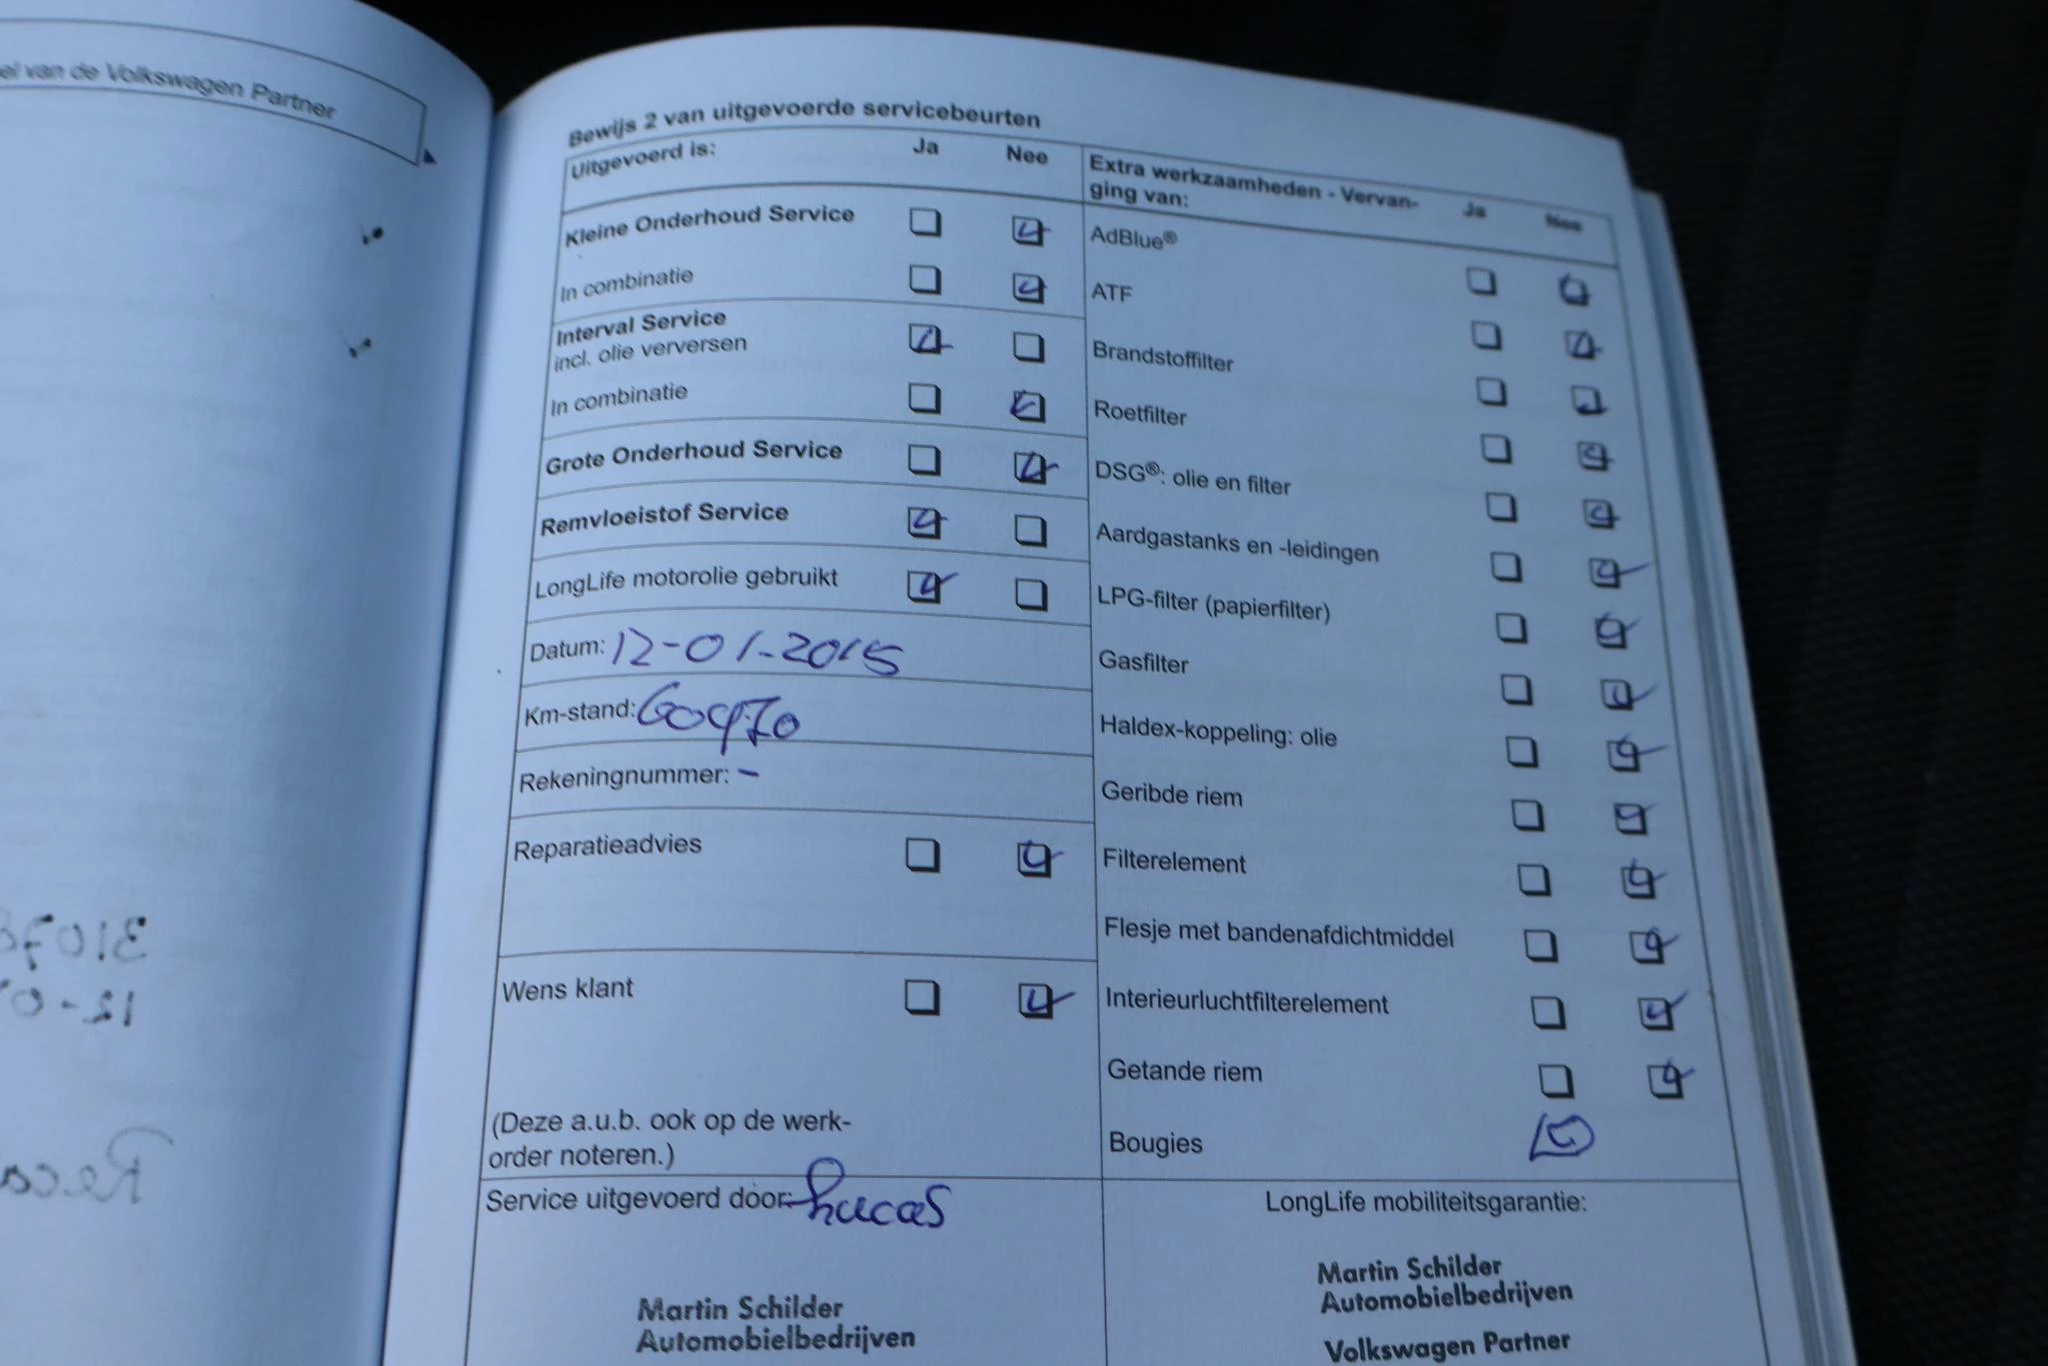 el van de Volkswagen Partner
Bewijs 2 van uitgevoerde servicebeurten
Uitgevoerd is: Ja Nee
Kleine Onderhoud Service
In combinatie
Interval Service
incl. olie verversen
In combinatie
Grote Onderhoud Service
Remvloeistof Service
LongLife motorolie gebruikt
Datum: 12-01-2015
Km-stand: 60970
Rekeningnummer: -
Reparatieadvies
Wens klant
(Deze a.u.b. ook op de werk-
order noteren.)
Service uitgevoerd door: Lucas
Martin Schilder
Automobielbedrijven
Extra werkzaamheden - Vervan- Ja Nee
ging van:
AdBlue®
ATF
Brandstoffilter
Roetfilter
DSG®: olie en filter
Aardgastanks en -leidingen
LPG-filter (papierfilter)
Gasfilter
Haldex-koppeling: olie
Geribde riem
Filterelement
Flesje met bandenafdichtmiddel
Interieurluchtfilterelement
Getande riem
Bougies
LongLife mobiliteitsgarantie:
Martin Schilder
Automobielbedrijven
Volkswagen Partner